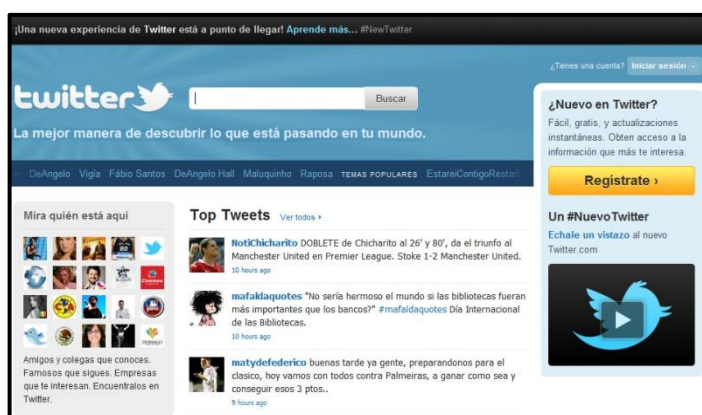 ¡Una nueva experiencia de Twitter está a punto de llegar! Aprende más... #NewTwitter
¿Tienes una cuenta? Iniciar sesión
twitter
Buscar
La mejor manera de descubrir lo que está pasando en tu mundo.
DeAngelo Vigía Fábio Santos DeAngelo Hall Maluquinho Raposa TEMAS POPULARES EstareiContigoRestart
¿Nuevo en Twitter?
Fácil, gratis, y actualizaciones
instantáneas. Obten acceso a la
información que más te interesa.
Regístrate ›
Un #NuevoTwitter
Echale un vistazo al nuevo
Twitter.com
Mira quién está aquí
Amigos y colegas que conoces.
Famosos que sigues. Empresas
que te interesan. Encuentralos en
Twitter.
Top Tweets Ver todos ›
NotiChicharito DOBLETE de Chicharito al 26' y 80', da el triunfo al
Manchester United en Premier League. Stoke 1-2 Manchester United.
10 hours ago
mafaldaquotes "No sería hermoso el mundo si las bibliotecas fueran
más importantes que los bancos?" #mafaldaquotes Día Internacional
de las Bibliotecas.
10 hours ago
matydefederico buenas tarde ya gente, preparandonos para el
clasico, hoy vamos con todos contra Palmeiras, a ganar como sea y
conseguir esos 3 ptos..
9 hours ago